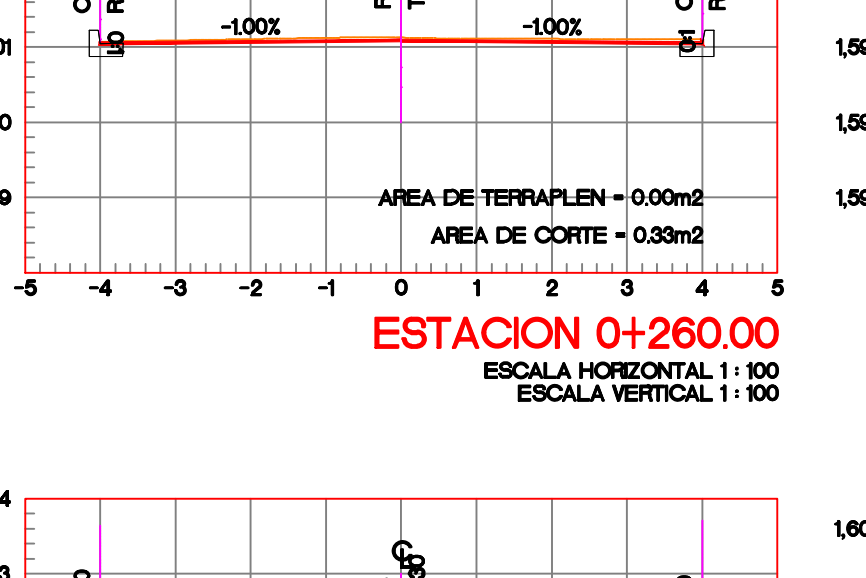 -1.00% -1.00%
AREA DE TERRAPLEN = 0.00m2
AREA DE CORTE = 0.33m2
-5 -4 -3 -2 -1 0 1 2 3 4 5
ESTACION 0+260.00
ESCALA HORIZONTAL 1 : 100
ESCALA VERTICAL 1 : 100